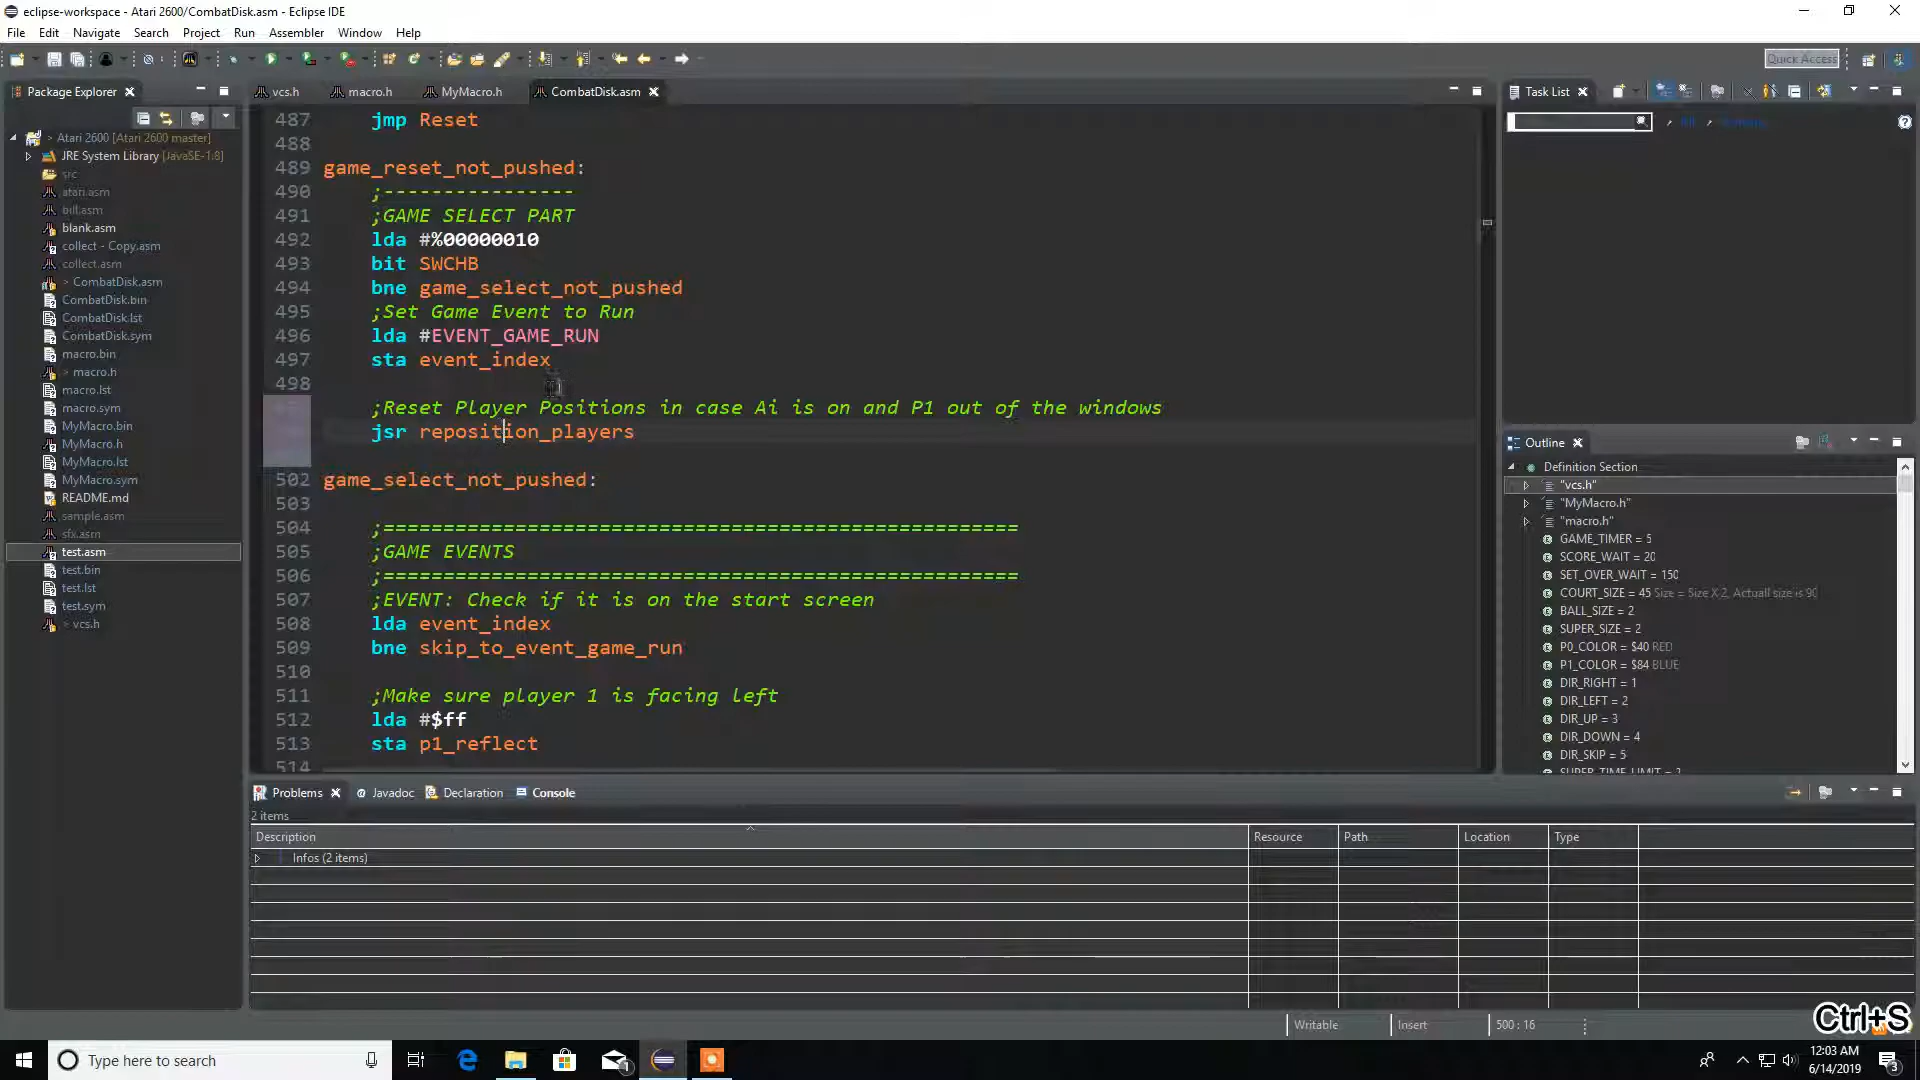 eclipse-workspace - Atari 2600/CombatDisk.asm - Eclipse IDE
File Edit Navigate Search Project Run Assembler Window Help
Quick Access
Package Explorer
vcs.h macro.h MyMacro.h CombatDisk.asm
Task List
> Atari 2600 [Atari 2600 master]
JRE System Library [JavaSE-1.8]
src
atari.asm
bill.asm
blank.asm
collect - Copy.asm
collect.asm
> CombatDisk.asm
CombatDisk.bin
CombatDisk.lst
CombatDisk.sym
macro.bin
> macro.h
macro.lst
macro.sym
MyMacro.bin
MyMacro.h
MyMacro.lst
MyMacro.sym
README.md
sample.asm
sfx.asm
test.asm
test.bin
test.lst
test.sym
> vcs.h
487 jmp Reset
488
489 game_reset_not_pushed:
490 ;----------------
491 ;GAME SELECT PART
492 lda #%00000010
493 bit SWCHB
494 bne game_select_not_pushed
495 ;Set Game Event to Run
496 lda #EVENT_GAME_RUN
497 sta event_index
498
;Reset Player Positions in case Ai is on and P1 out of the windows
jsr reposition_players
502 game_select_not_pushed:
503
504 ;=====================================================
505 ;GAME EVENTS
506 ;=====================================================
507 ;EVENT: Check if it is on the start screen
508 lda event_index
509 bne skip_to_event_game_run
510
511 ;Make sure player 1 is facing left
512 lda #$ff
513 sta p1_reflect
514
Outline
Definition Section
"vcs.h"
"MyMacro.h"
"macro.h"
GAME_TIMER = 5
SCORE_WAIT = 20
SET_OVER_WAIT = 150
COURT_SIZE = 45 Size = Size X 2, Actuall size is 90
BALL_SIZE = 2
SUPER_SIZE = 2
P0_COLOR = $40 RED
P1_COLOR = $84 BLUE
DIR_RIGHT = 1
DIR_LEFT = 2
DIR_UP = 3
DIR_DOWN = 4
DIR_SKIP = 5
Problems Javadoc Declaration Console
2 items
Description Resource Path Location Type
Infos (2 items)
Writable Insert 500 : 16
Ctrl+S
Type here to search
1
12:03 AM
6/14/2019
3